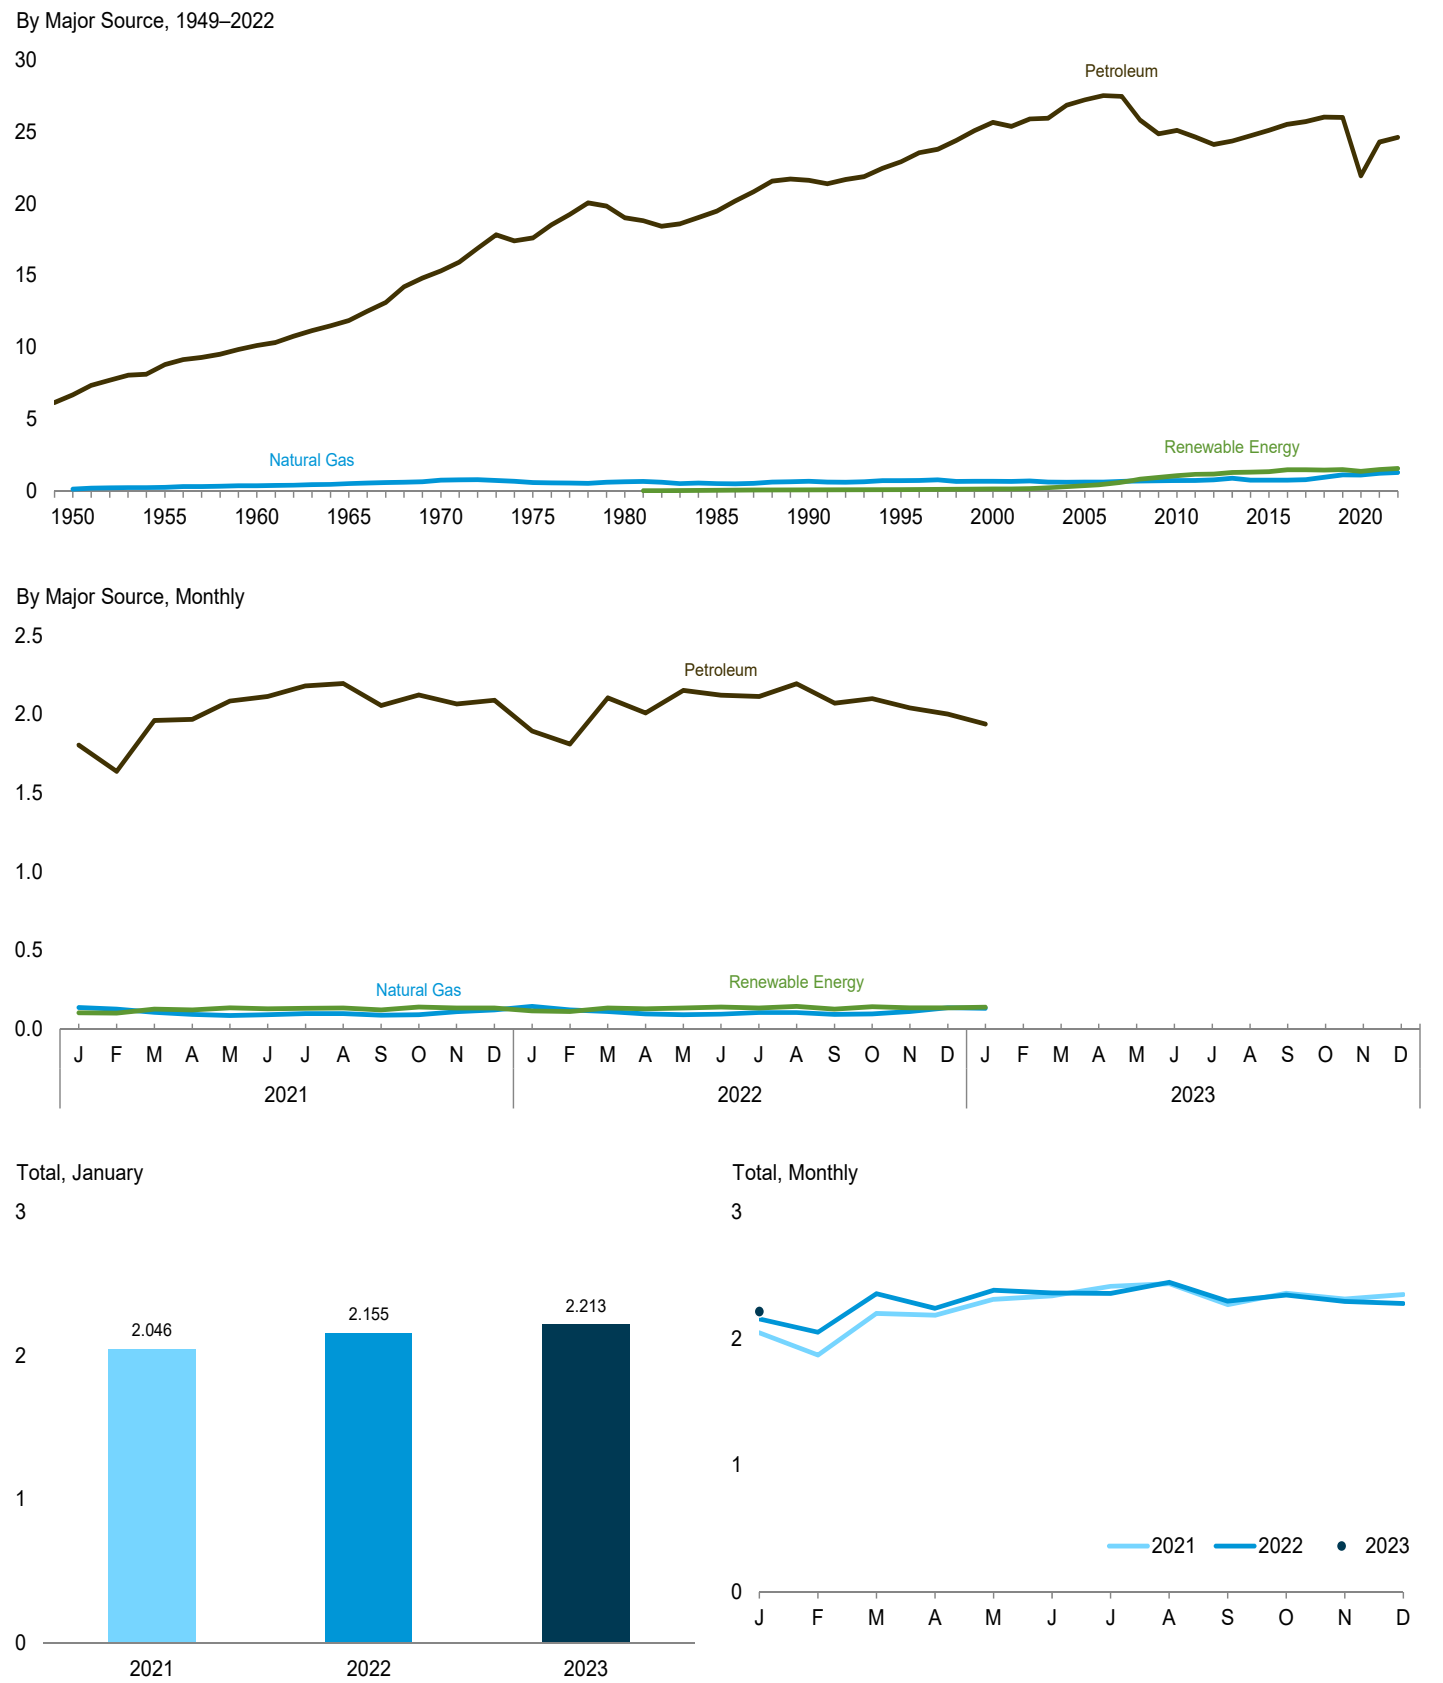 By Major Source, 1949–2022
30
Petroleum
25
20
15
10
5
Renewable Energy
Natural Gas
0
1950 1955 1960 1965 1970 1975 1980 1985 1990 1995 2000 2005 2010 2015 2020
By Major Source, Monthly
2.5
Petroleum
2.0
1.5
1.0
0.5
Renewable Energy
Natural Gas
0.0
J F M A M J J A S O N D J F M A M J J A S O N D J F M A M J J A S O N D
2021 2022 2023
Total, January
3
2.046
2.155
2.213
2
1
0
2021 2022 2023
Total, Monthly
3
2
1
2021 2022 2023
0
J F M A M J J A S O N D